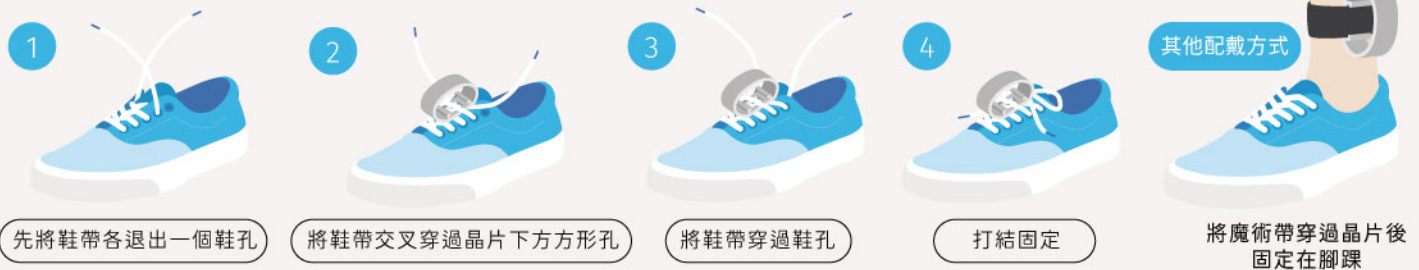 1
先將鞋帶各退出一個鞋孔
2
將鞋帶交叉穿過晶片下方方形孔
3
將鞋帶穿過鞋孔
4
打結固定
其他配戴方式
將魔術帶穿過晶片後
固定在腳踝